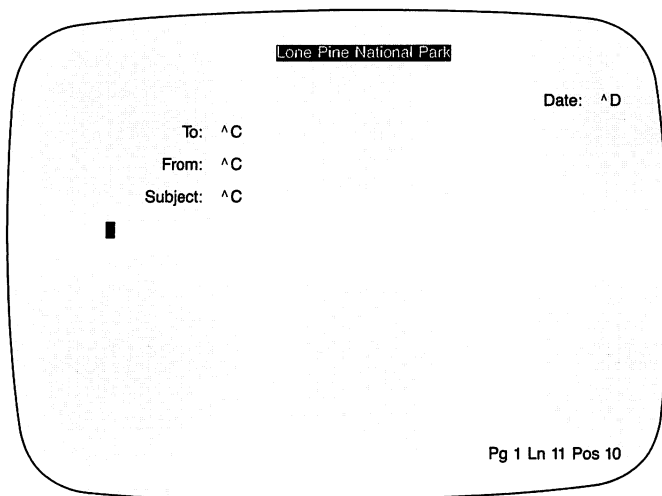 Lone Pine National Park
Date: ^D
To: ^C
From: ^C
Subject: ^C
Pg 1 Ln 11 Pos 10